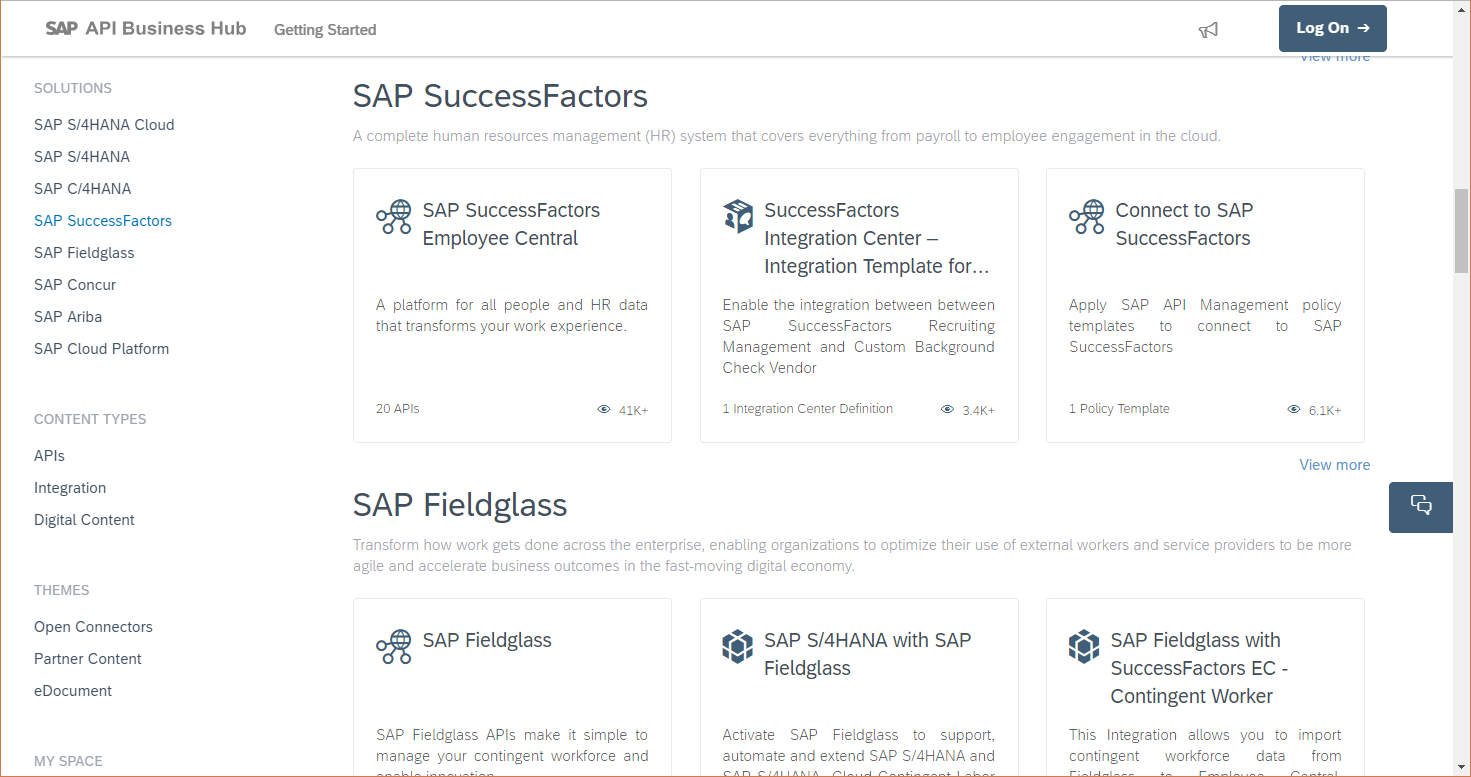 SAP API Business Hub
Getting Started
Log On →
View more
SOLUTIONS
SAP S/4HANA Cloud
SAP S/4HANA
SAP C/4HANA
SAP SuccessFactors
SAP Fieldglass
SAP Concur
SAP Ariba
SAP Cloud Platform
CONTENT TYPES
APIs
Integration
Digital Content
THEMES
Open Connectors
Partner Content
eDocument
MY SPACE
SAP SuccessFactors
A complete human resources management (HR) system that covers everything from payroll to employee engagement in the cloud.
SAP SuccessFactors
Employee Central
A platform for all people and HR data
that transforms your work experience.
20 APIs
41K+
SuccessFactors
Integration Center –
Integration Template for...
Enable the integration between between
SAP SuccessFactors Recruiting
Management and Custom Background
Check Vendor
1 Integration Center Definition
3.4K+
Connect to SAP
SuccessFactors
Apply SAP API Management policy
templates to connect to SAP
SuccessFactors
1 Policy Template
6.1K+
View more
SAP Fieldglass
Transform how work gets done across the enterprise, enabling organizations to optimize their use of external workers and service providers to be more
agile and accelerate business outcomes in the fast-moving digital economy.
SAP Fieldglass
SAP Fieldglass APIs make it simple to
manage your contingent workforce and
enable innovation
SAP S/4HANA with SAP
Fieldglass
Activate SAP Fieldglass to support,
automate and extend SAP S/4HANA and
SAP S/4HANA Cloud Contingent Labor
SAP Fieldglass with
SuccessFactors EC -
Contingent Worker
This Integration allows you to import
contingent workforce data from
Fieldglass to Employee Central